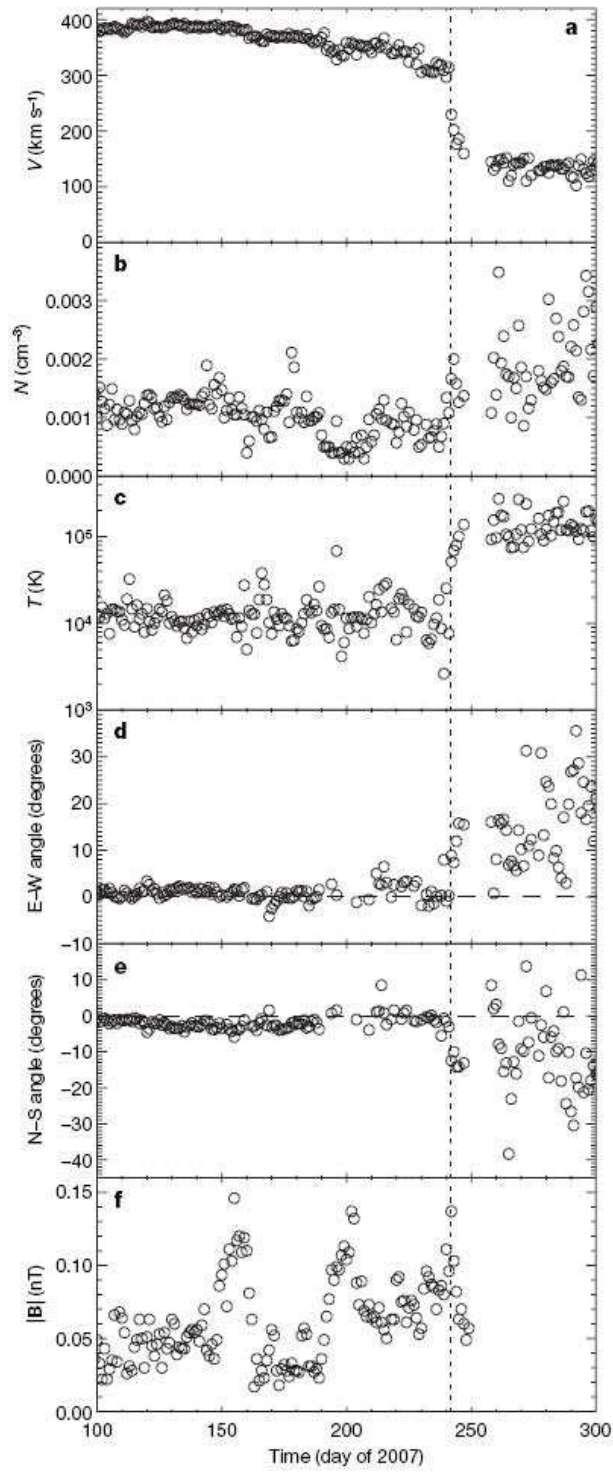 a
400
300
200
100
0
V (km s⁻¹)
b
0.003
0.002
0.001
0.000
N (cm⁻³)
c
10⁵
10⁴
10³
T (K)
d
30
20
10
0
−10
E–W angle (degrees)
e
10
0
−10
−20
−30
−40
N–S angle (degrees)
f
0.15
0.10
0.05
0.00
|B| (nT)
100 150 200 250 300
Time (day of 2007)